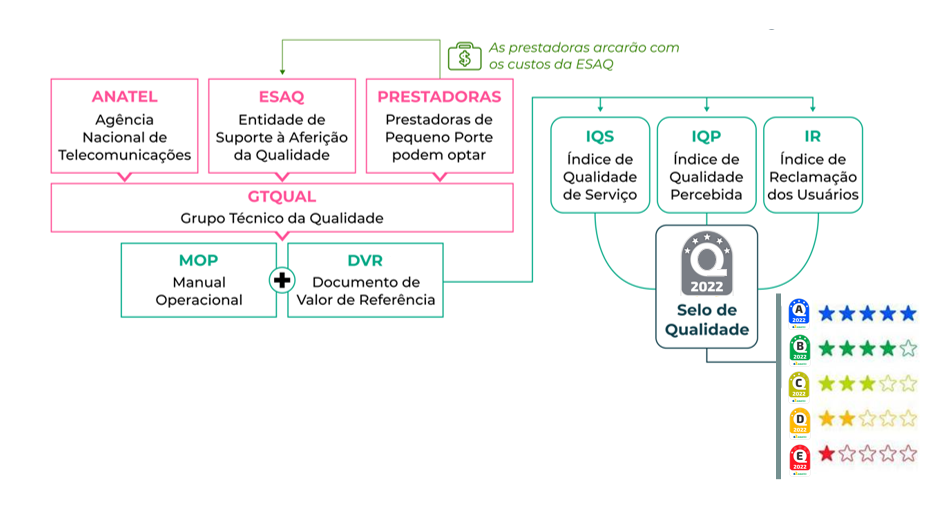 As prestadoras arcarão com
os custos da ESAQ
ANATEL
Agência
Nacional de
Telecomunicações
ESAQ
Entidade de
Suporte à Aferição
da Qualidade
PRESTADORAS
Prestadoras de
Pequeno Porte
podem optar
GTQUAL
Grupo Técnico da Qualidade
MOP
Manual
Operacional
DVR
Documento de
Valor de Referência
IQS
Índice de
Qualidade
de Serviço
IQP
Índice de
Qualidade
Percebida
IR
Índice de
Reclamação
dos Usuários
Q
2022
Selo de
Qualidade
A
2022
B
2022
C
2022
D
2022
E
2022